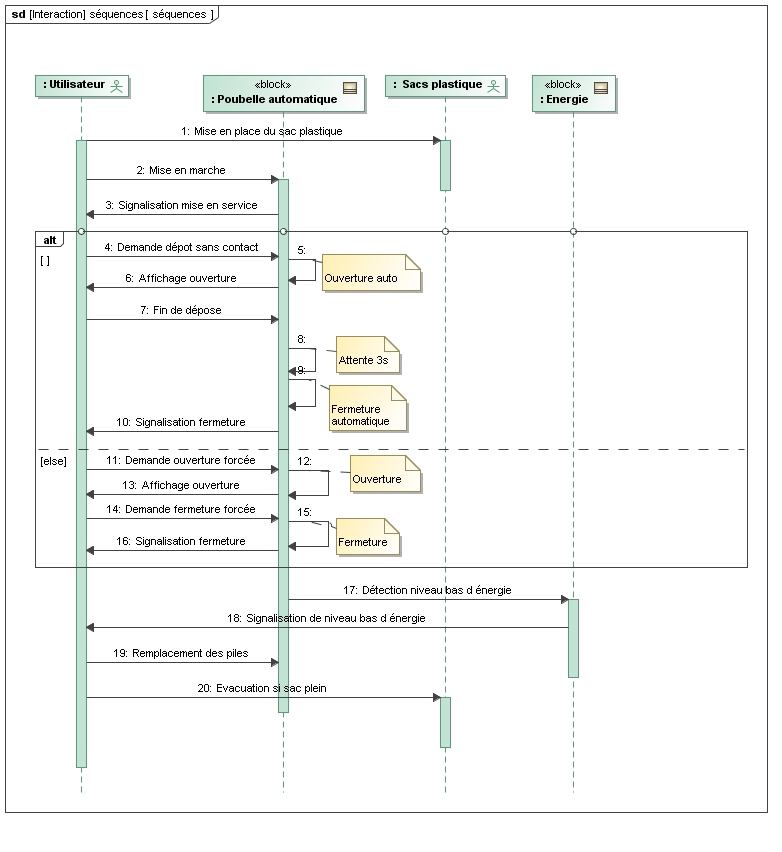 sd [Interaction] séquences [ séquences ]
: Utilisateur
«block»
: Poubelle automatique
: Sacs plastique
«block»
: Energie
1: Mise en place du sac plastique
2: Mise en marche
3: Signalisation mise en service
alt
[ ]
4: Demande dépot sans contact
5:
Ouverture auto
6: Affichage ouverture
7: Fin de dépose
8:
Attente 3s
9:
Fermeture
automatique
10: Signalisation fermeture
[else]
11: Demande ouverture forcée
12:
Ouverture
13: Affichage ouverture
14: Demande fermeture forcée
15:
Fermeture
16: Signalisation fermeture
17: Détection niveau bas d énergie
18: Signalisation de niveau bas d énergie
19: Remplacement des piles
20: Evacuation si sac plein